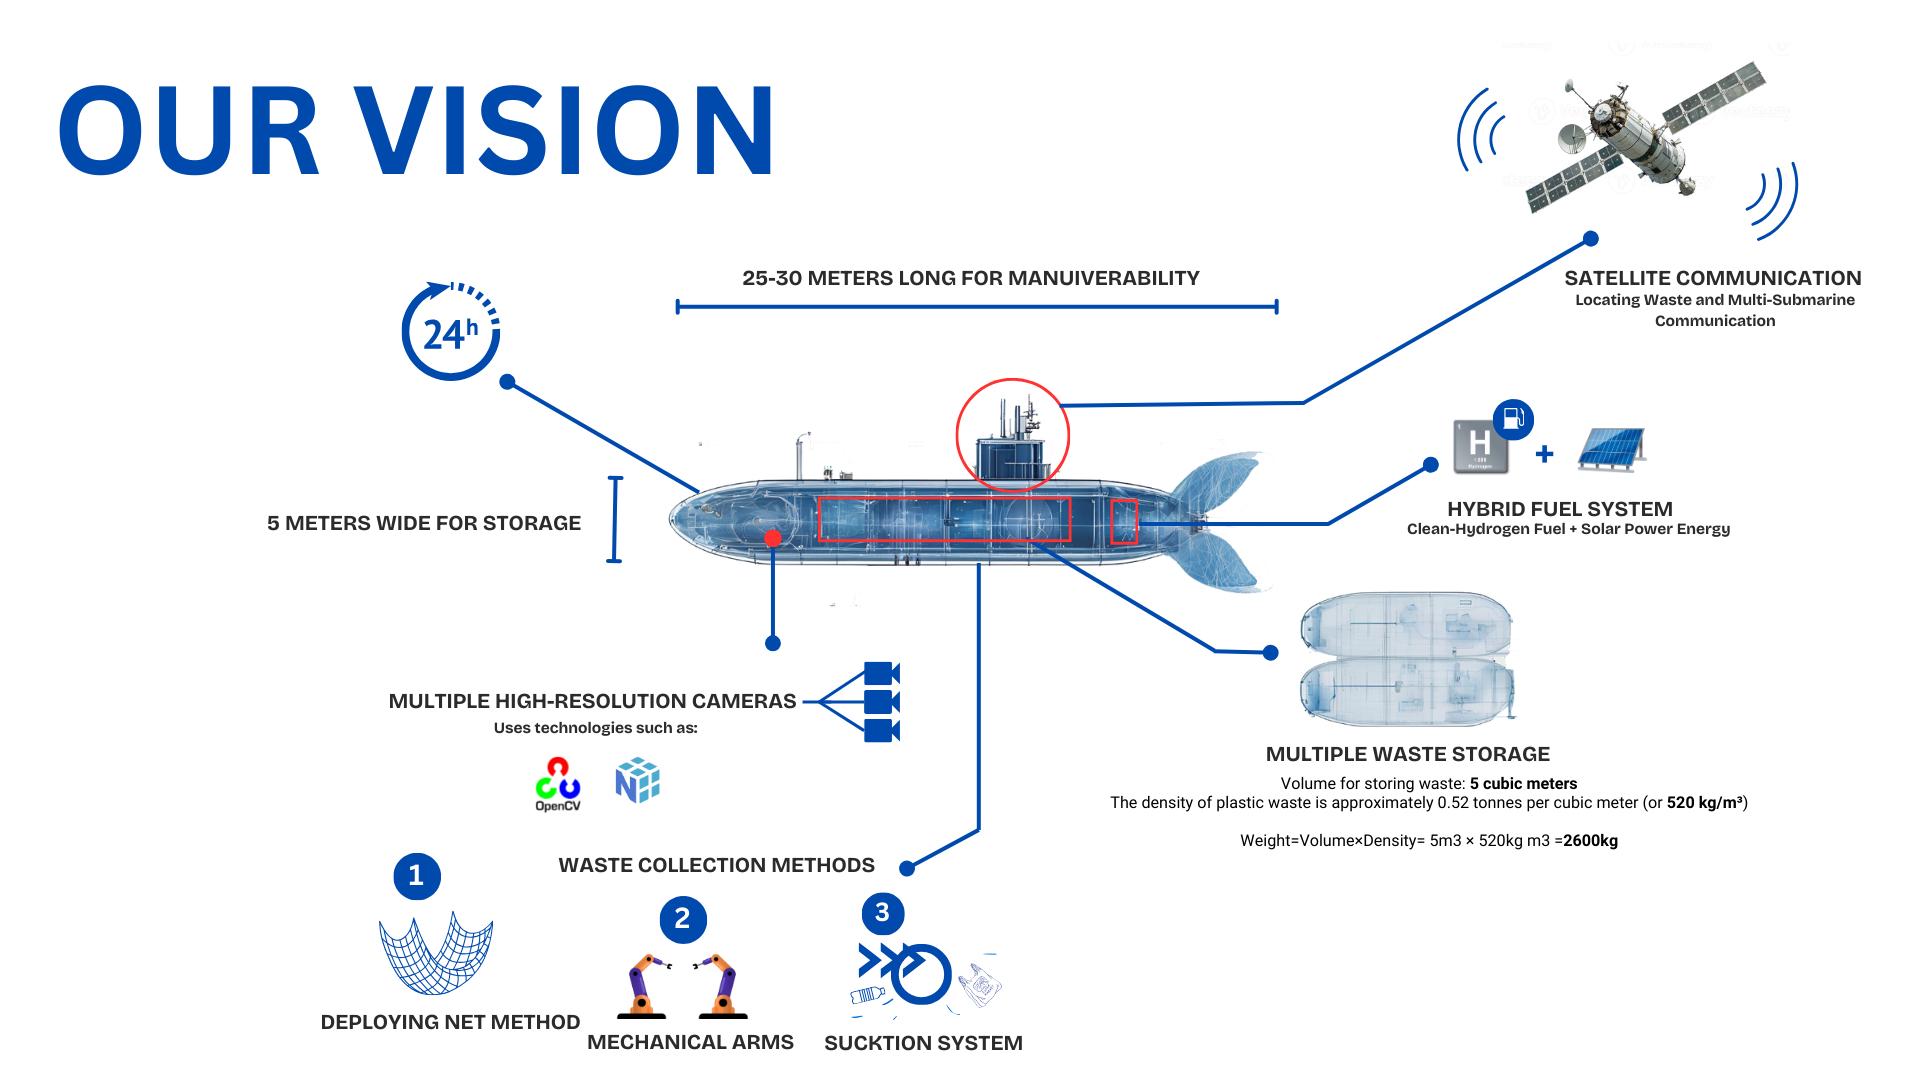 OUR VISION
25-30 METERS LONG FOR MANUIVERABILITY
SATELLITE COMMUNICATION
Locating Waste and Multi-Submarine
Communication
24h
1
H
Hydrogen
+
5 METERS WIDE FOR STORAGE
HYBRID FUEL SYSTEM
Clean-Hydrogen Fuel + Solar Power Energy
MULTIPLE HIGH-RESOLUTION CAMERAS
Uses technologies such as:
OpenCV
N
MULTIPLE WASTE STORAGE
Volume for storing waste: 5 cubic meters
The density of plastic waste is approximately 0.52 tonnes per cubic meter (or 520 kg/m³)
Weight=Volume×Density= 5m3 × 520kg m3 =2600kg
WASTE COLLECTION METHODS
1
DEPLOYING NET METHOD
2
MECHANICAL ARMS
3
SUCKTION SYSTEM